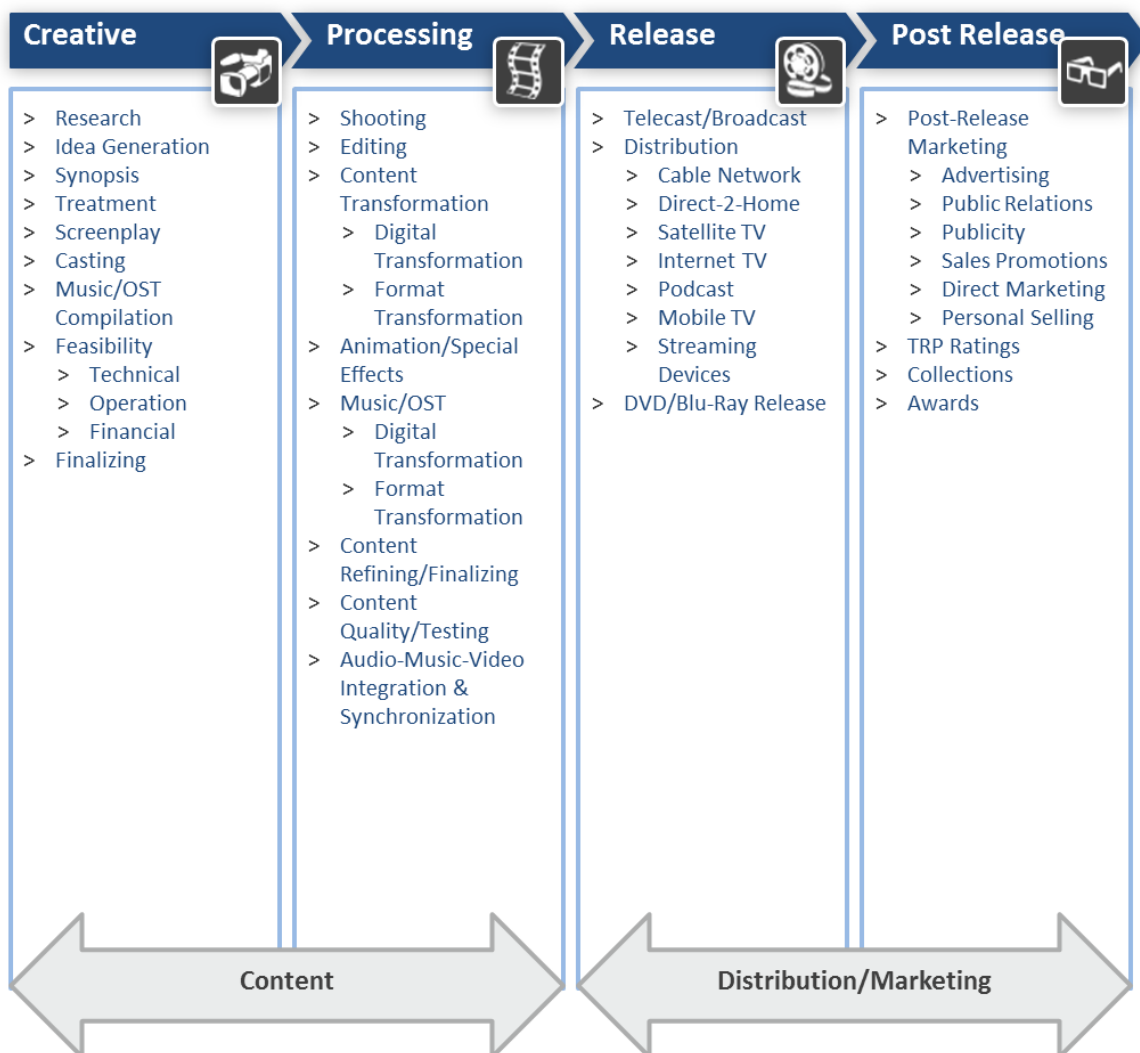 Creative
> Research
> Idea Generation
> Synopsis
> Treatment
> Screenplay
> Casting
> Music/OST
Compilation
> Feasibility
> Technical
> Operation
> Financial
> Finalizing
Processing
> Shooting
> Editing
> Content
Transformation
> Digital
Transformation
> Format
Transformation
> Animation/Special
Effects
> Music/OST
> Digital
Transformation
> Format
Transformation
> Content
Refining/Finalizing
> Content
Quality/Testing
> Audio-Music-Video
Integration &
Synchronization
Release
> Telecast/Broadcast
> Distribution
> Cable Network
> Direct-2-Home
> Satellite TV
> Internet TV
> Podcast
> Mobile TV
> Streaming
Devices
> DVD/Blu-Ray Release
Post Release
> Post-Release
Marketing
> Advertising
> Public Relations
> Publicity
> Sales Promotions
> Direct Marketing
> Personal Selling
> TRP Ratings
> Collections
> Awards
Content
Distribution/Marketing